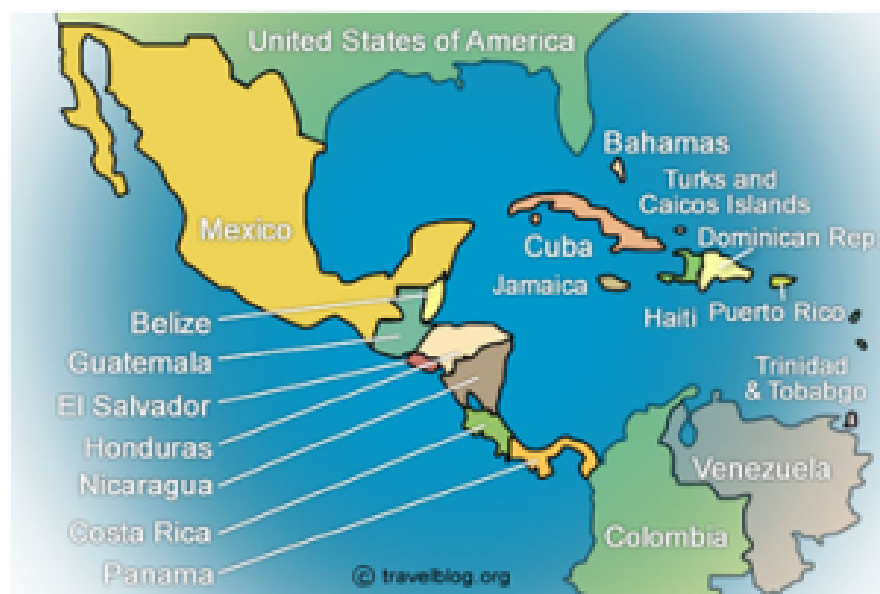 United States of America
Bahamas
Turks and
Caicos Islands
Mexico
Cuba
Dominican Rep.
Jamaica
Haiti
Puerto Rico
Belize
Guatemala
El Salvador
Honduras
Nicaragua
Costa Rica
Panama
Trinidad
& Tobabgo
Venezuela
Colombia
© travelblog.org